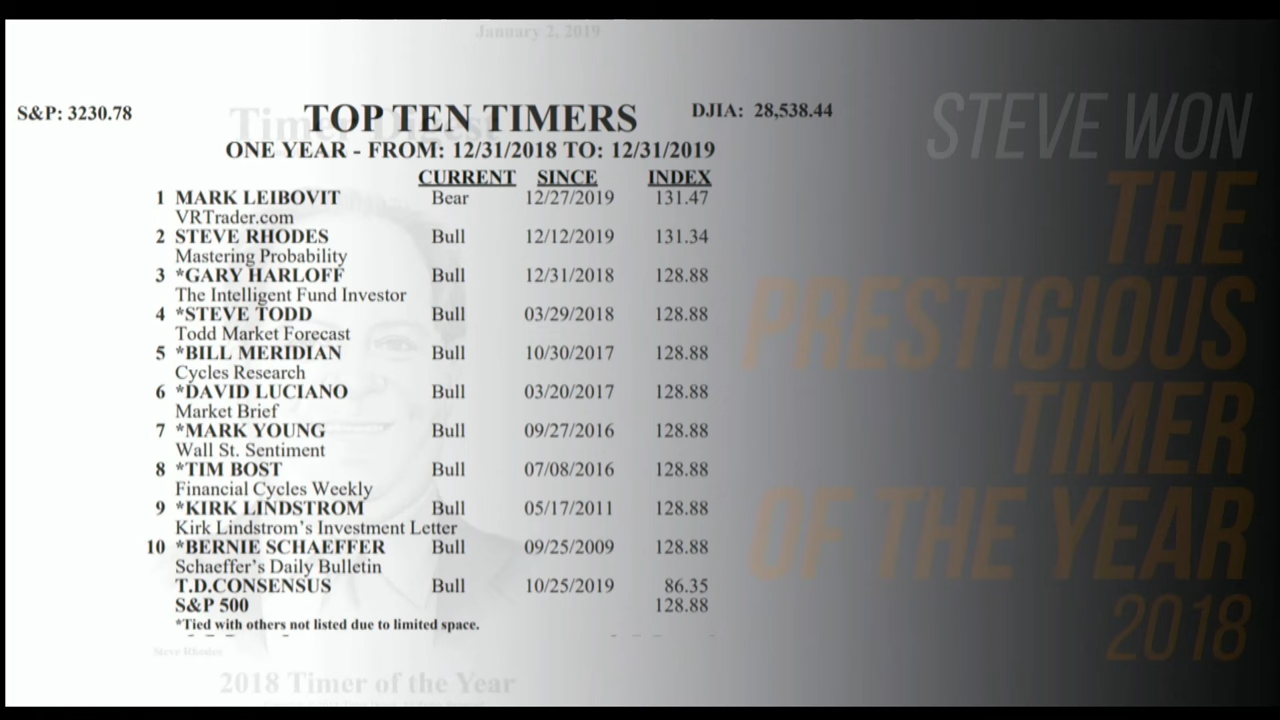 January 2, 2019
S&P: 3230.78
Timer Digest
TOP TEN TIMERS
DJIA: 28,538.44
ONE YEAR - FROM: 12/31/2018 TO: 12/31/2019
CURRENT SINCE INDEX
1 MARK LEIBOVIT Bear 12/27/2019 131.47
VRTrader.com
2 STEVE RHODES Bull 12/12/2019 131.34
Mastering Probability
3 *GARY HARLOFF Bull 12/31/2018 128.88
The Intelligent Fund Investor
4 *STEVE TODD Bull 03/29/2018 128.88
Todd Market Forecast
5 *BILL MERIDIAN Bull 10/30/2017 128.88
Cycles Research
6 *DAVID LUCIANO Bull 03/20/2017 128.88
Market Brief
7 *MARK YOUNG Bull 09/27/2016 128.88
Wall St. Sentiment
8 *TIM BOST Bull 07/08/2016 128.88
Financial Cycles Weekly
9 *KIRK LINDSTROM Bull 05/17/2011 128.88
Kirk Lindstrom's Investment Letter
10 *BERNIE SCHAEFFER Bull 09/25/2009 128.88
Schaeffer's Daily Bulletin
T.D.CONSENSUS Bull 10/25/2019 86.35
S&P 500 128.88
*Tied with others not listed due to limited space.
Steve Rhodes
2018 Timer of the Year
STEVE WON
THE
PRESTIGIOUS
TIMER
OF THE YEAR
2018